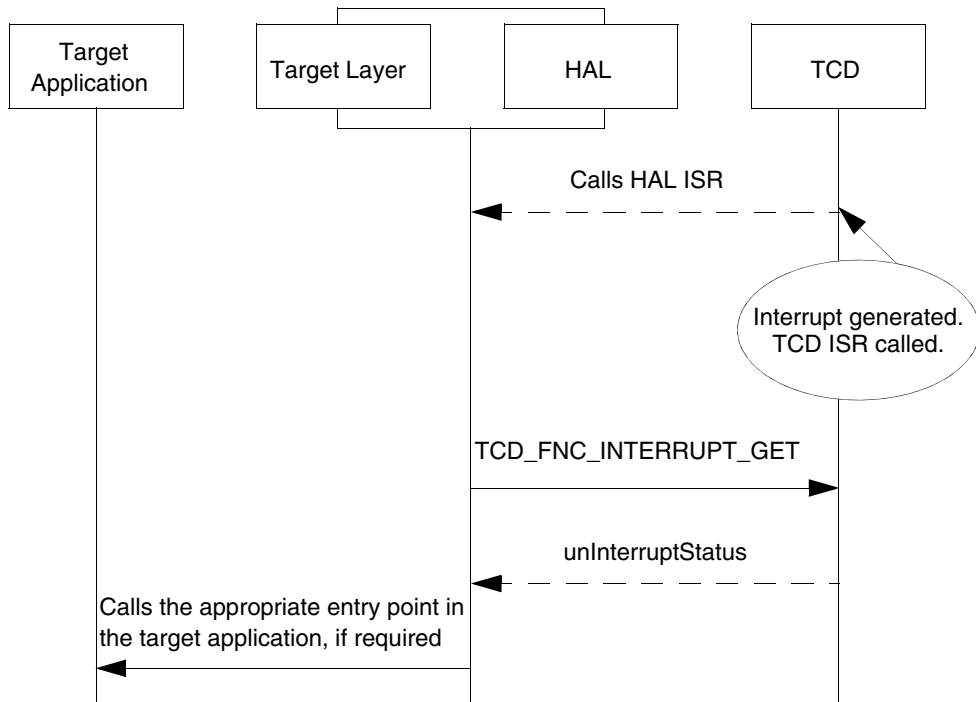 Target
Application
Target Layer
HAL
TCD
Calls HAL ISR
Interrupt generated.
TCD ISR called.
TCD_FNC_INTERRUPT_GET
unInterruptStatus
Calls the appropriate entry point in
the target application, if required